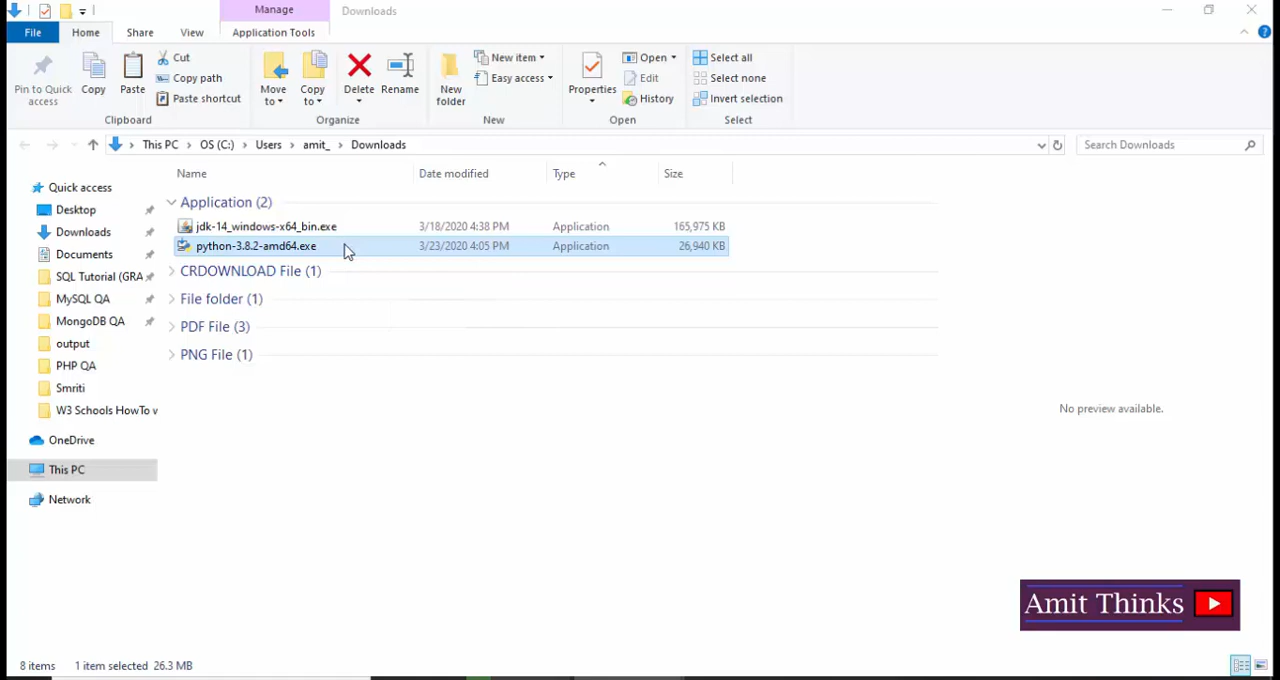 Manage
Downloads
File
Home
Share
View
Application Tools
Pin to Quick access
Copy
Paste
Cut
Copy path
Paste shortcut
Clipboard
Move to
Copy to
Delete
Rename
Organize
New folder
New item
Easy access
New
Properties
Open
Edit
History
Open
Select all
Select none
Invert selection
Select
This PC › OS (C:) › Users › amit_ › Downloads
Search Downloads
Name
Date modified
Type
Size
Quick access
Desktop
Downloads
Documents
SQL Tutorial (GRA
MySQL QA
MongoDB QA
output
PHP QA
Smriti
W3 Schools HowTo v
OneDrive
This PC
Network
Application (2)
jdk-14_windows-x64_bin.exe 3/18/2020 4:38 PM Application 165,975 KB
python-3.8.2-amd64.exe 3/23/2020 4:05 PM Application 26,940 KB
CRDOWNLOAD File (1)
File folder (1)
PDF File (3)
PNG File (1)
No preview available.
Amit Thinks
8 items 1 item selected 26.3 MB